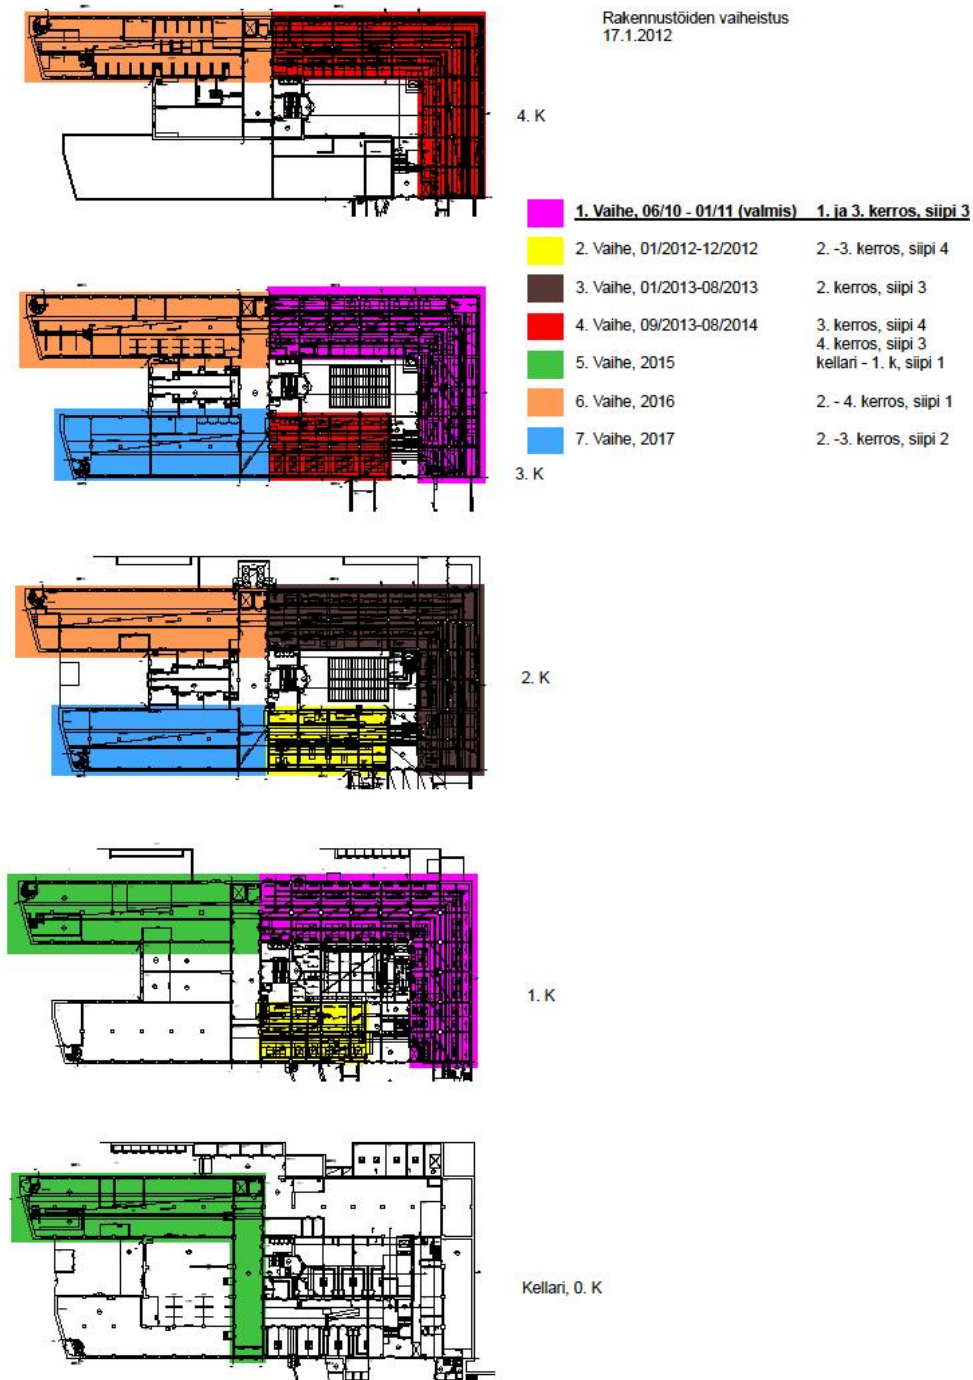 Rakennustöiden vaiheistus
17.1.2012
4. K
1. Vaihe, 06/10 - 01/11 (valmis) 1. ja 3. kerros, siipi 3
2. Vaihe, 01/2012-12/2012 2. -3. kerros, siipi 4
3. Vaihe, 01/2013-08/2013 2. kerros, siipi 3
4. Vaihe, 09/2013-08/2014 3. kerros, siipi 4
4. kerros, siipi 3
5. Vaihe, 2015 kellari - 1. k, siipi 1
6. Vaihe, 2016 2. - 4. kerros, siipi 1
7. Vaihe, 2017 2. -3. kerros, siipi 2
3. K
2. K
1. K
Kellari, 0. K